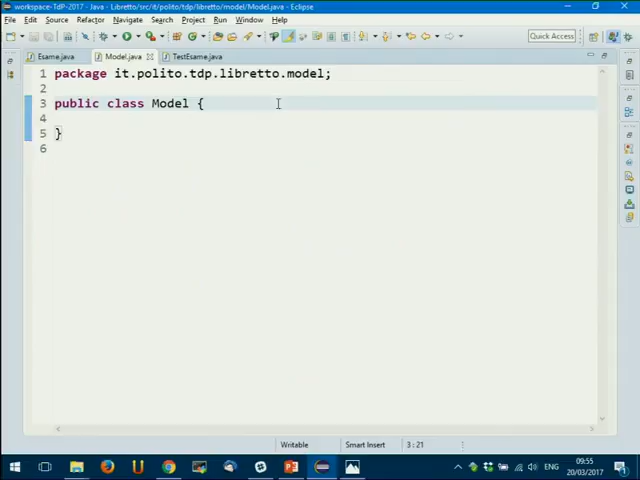 workspace-TdP-2017 - Java - Libretto/src/it/polito/tdp/libretto/model/Model.java - Eclipse
File Edit Source Refactor Navigate Search Project Run Window Help
Quick Access
Esame.java Model.java TestEsame.java
1 package it.polito.tdp.libretto.model;
2
3 public class Model {
4
5 }
6
Writable Smart Insert 3 : 21
ENG 09:55
20/03/2017